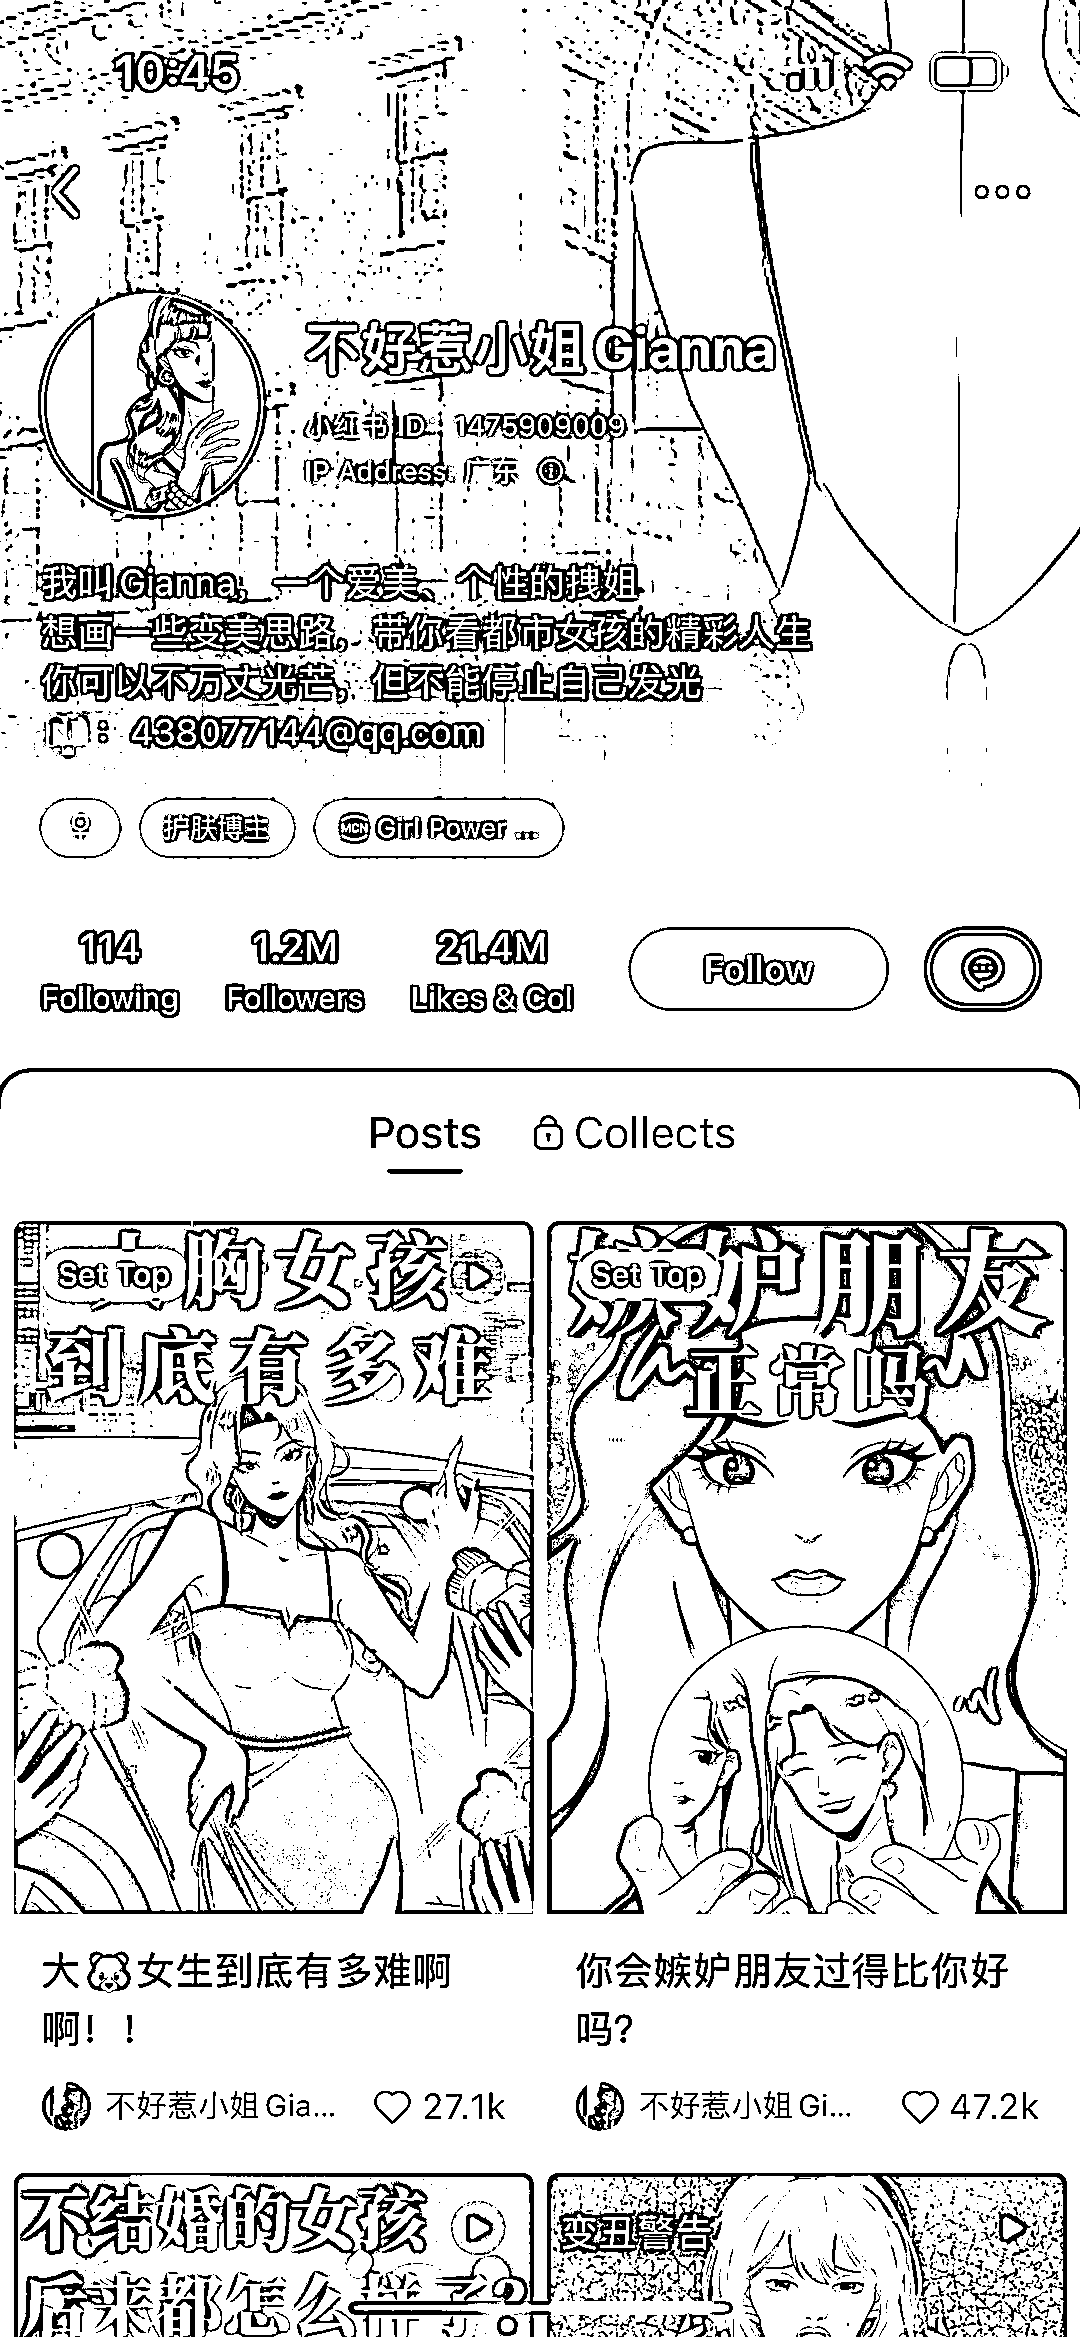 10:45
不好惹小姐 Gianna
小红书 ID: 1475909009
IP Address: 广东
我叫Gianna，一个爱美、个性的拽姐
想画一些变美思路，带你看都市女孩的精彩人生
你可以不万丈光芒，但不能停止自己发光
: 438077144@qq.com
护肤博主
MCN Girl Power ...
114
1.2M
21.4M
Following
Followers
Likes & Col
Follow
Posts
Collects
Set Top
胸女孩
到底有多难
Set Top
嫉妒朋友
正常吗
大🐻女生到底有多难啊
啊！！
不好惹小姐 Gia...
27.1k
你会嫉妒朋友过得比你好
吗?
不好惹小姐 Gi...
47.2k
不结婚的女孩
后来都怎么样了?
变丑警告